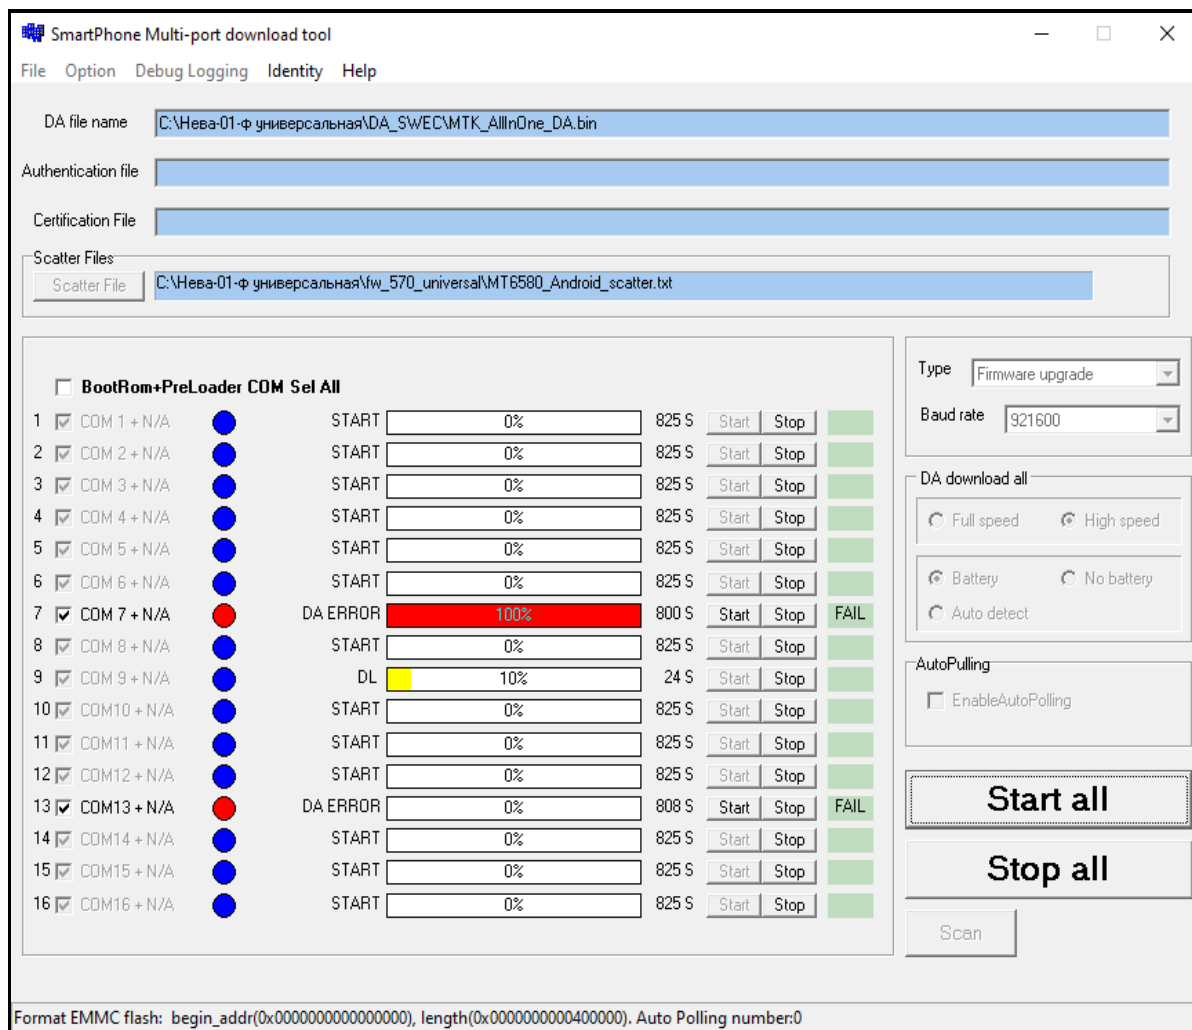 SmartPhone Multi-port download tool
File Option Debug Logging Identity Help
DA file name C:\Нева-01-ф универсальная\DA_SWEC\MTK_AllInOne_DA.bin
Authentication file
Certification File
Scatter Files
Scatter File C:\Нева-01-ф универсальная\fw_570_universal\MT6580_Android_scatter.txt
BootRom+PreLoader COM Sel All
1 COM 1 + N/A START 0% 825 S Start Stop
2 COM 2 + N/A START 0% 825 S Start Stop
3 COM 3 + N/A START 0% 825 S Start Stop
4 COM 4 + N/A START 0% 825 S Start Stop
5 COM 5 + N/A START 0% 825 S Start Stop
6 COM 6 + N/A START 0% 825 S Start Stop
7 COM 7 + N/A DA ERROR 100% 800 S Start Stop FAIL
8 COM 8 + N/A START 0% 825 S Start Stop
9 COM 9 + N/A DL 10% 24 S Start Stop
10 COM10 + N/A START 0% 825 S Start Stop
11 COM11 + N/A START 0% 825 S Start Stop
12 COM12 + N/A START 0% 825 S Start Stop
13 COM13 + N/A DA ERROR 0% 808 S Start Stop FAIL
14 COM14 + N/A START 0% 825 S Start Stop
15 COM15 + N/A START 0% 825 S Start Stop
16 COM16 + N/A START 0% 825 S Start Stop
Type Firmware upgrade
Baud rate 921600
DA download all
Full speed High speed
Battery No battery
Auto detect
AutoPulling
EnableAutoPolling
Start all
Stop all
Scan
Format EMMC flash: begin_addr(0x0000000000000000), length(0x0000000000400000). Auto Polling number:0